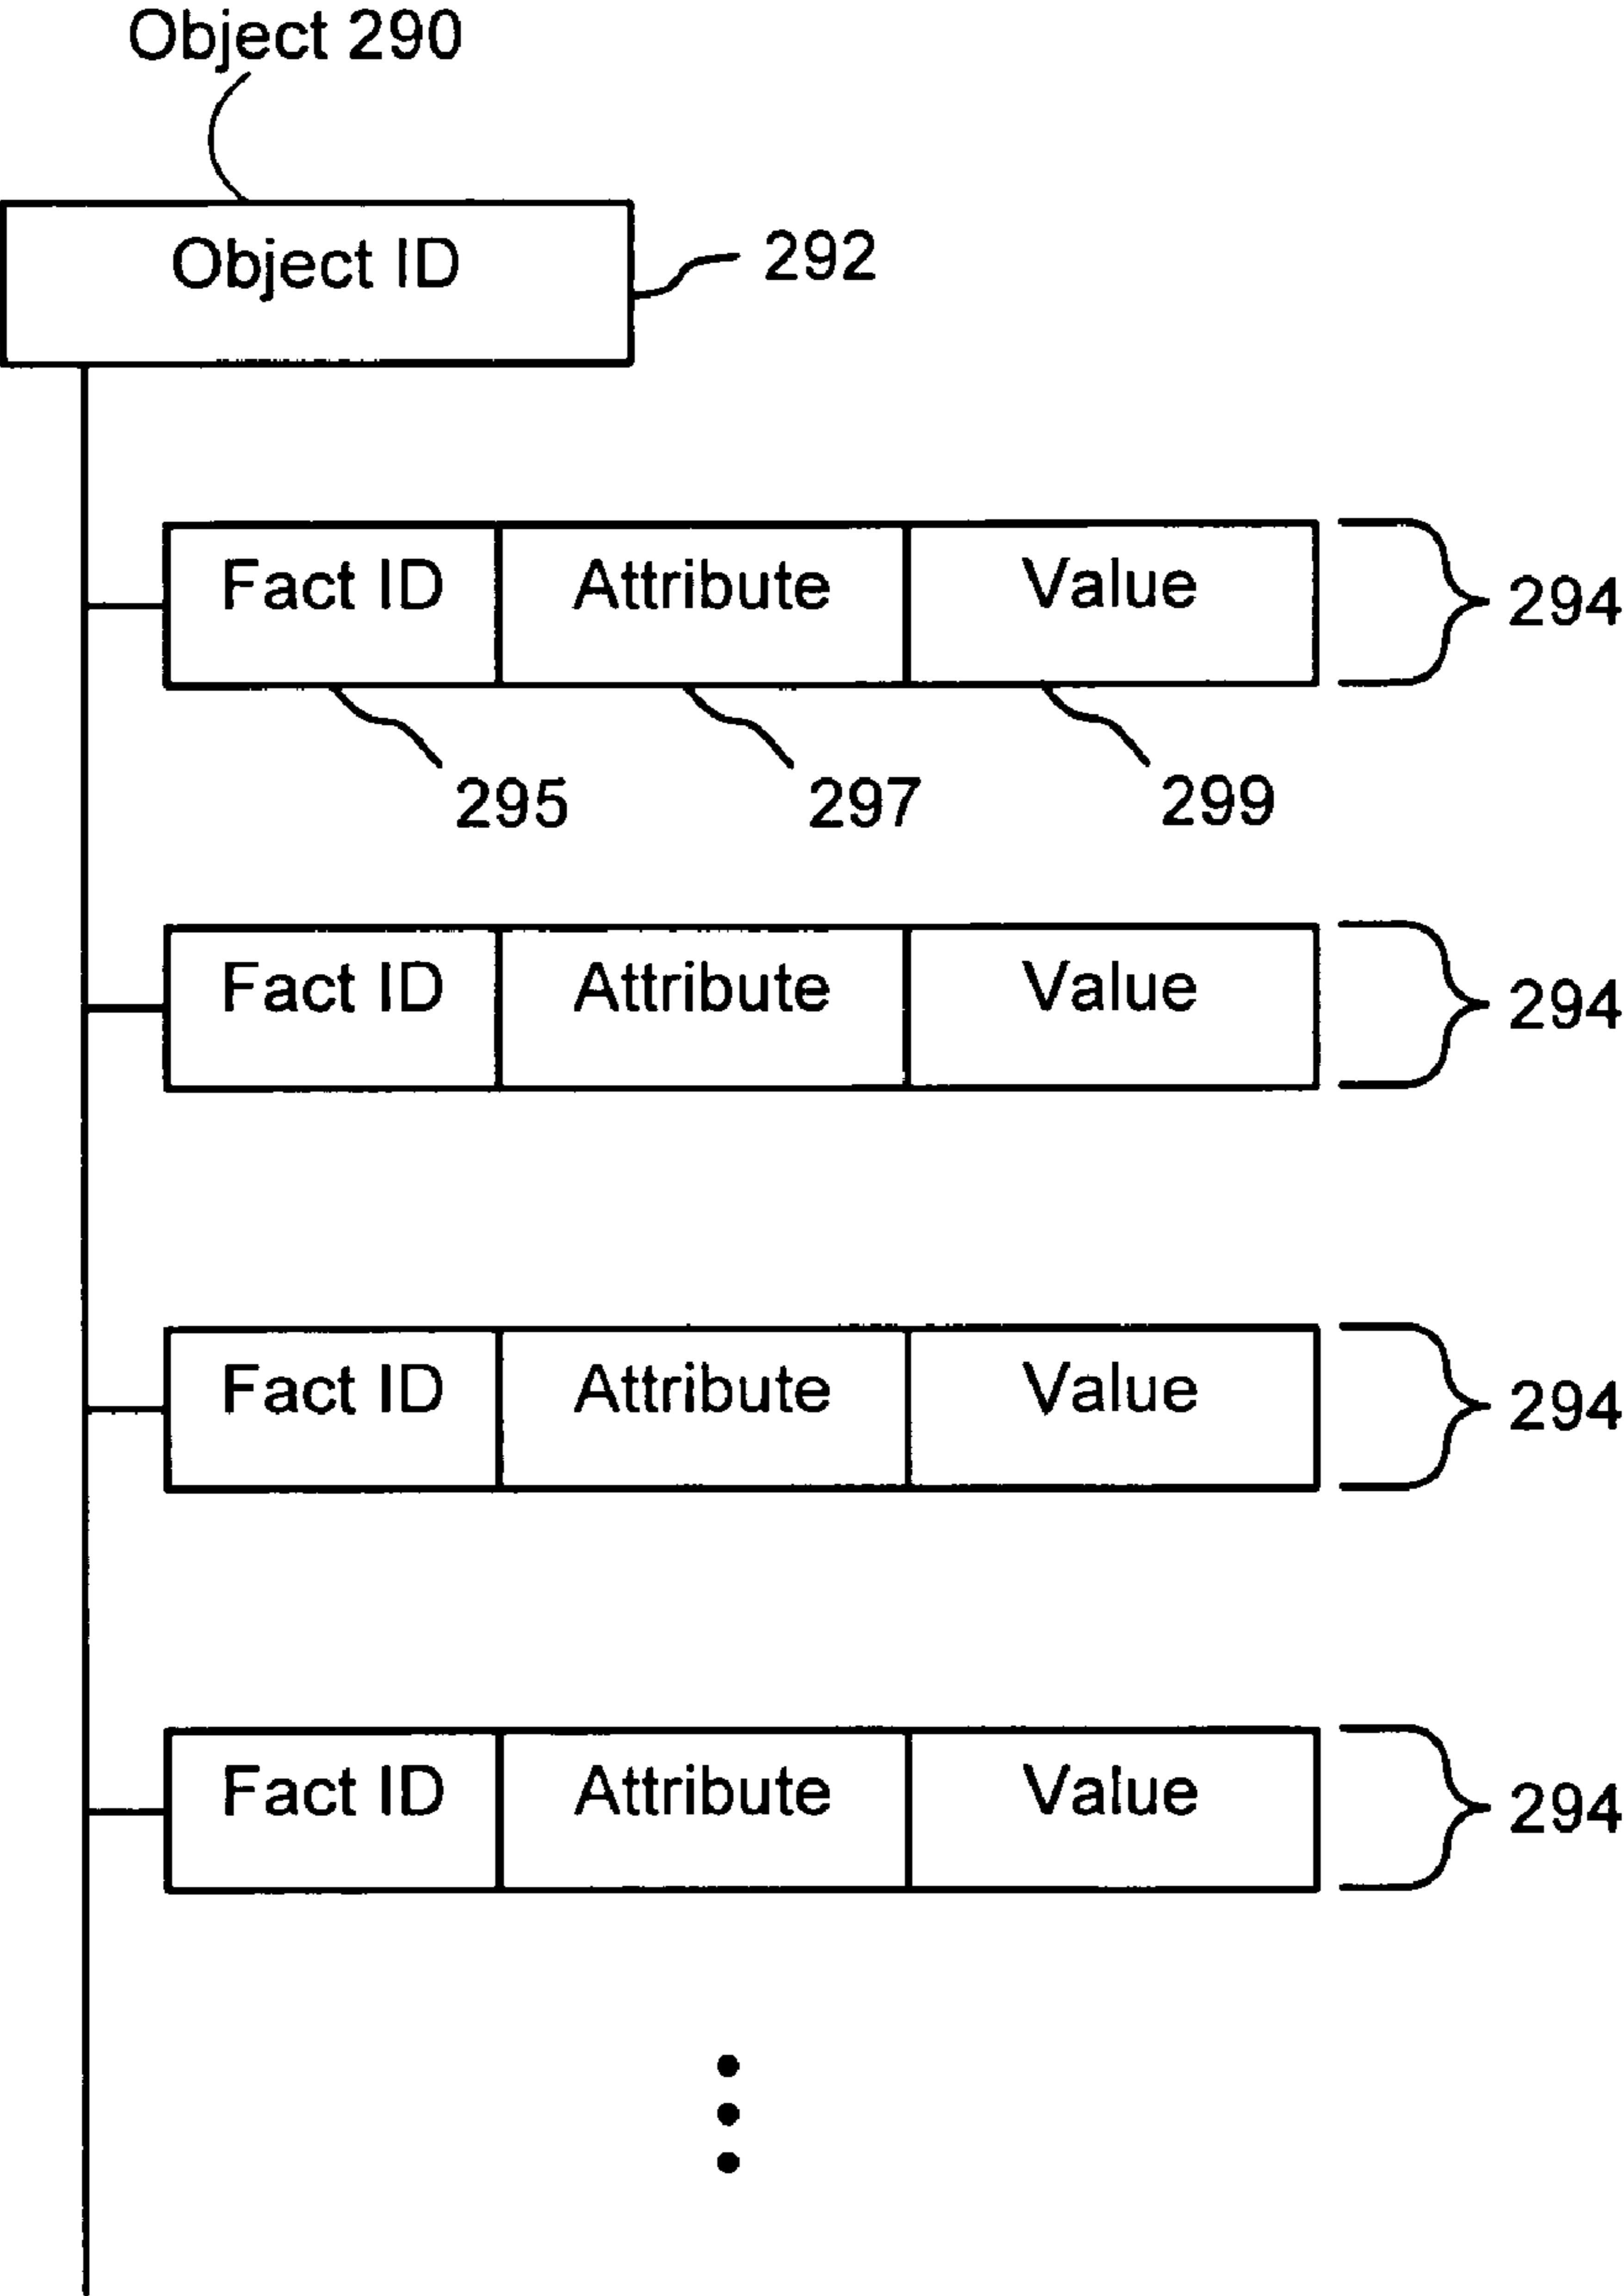 Object 290
Object ID 292
Fact ID Attribute Value 294
295 297 299
Fact ID Attribute Value 294
Fact ID Attribute Value 294
Fact ID Attribute Value 294